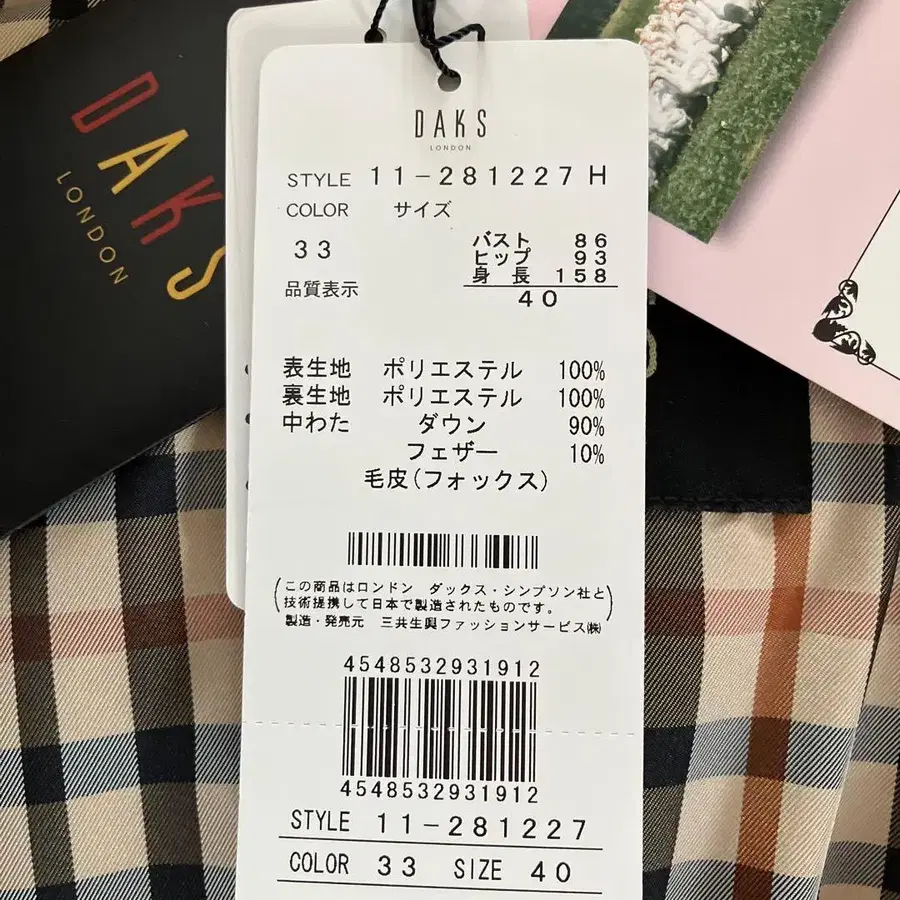 DAKS
LONDON
DAKS
LONDON
STYLE 11-281227 H
COLOR サイズ
33
バスト 86
ヒップ 93
身長 158
40
品質表示
表生地 ポリエステル 100%
裏生地 ポリエステル 100%
中わた ダウン 90%
フェザー 10%
毛皮(フォックス)
(この商品はロンドン ダックス・シンプソン社と
技術提携して日本で製造されたものです。)
製造・発売元 三共生興ファッションサービス㈱
4548532931912
4548532931912
STYLE 11-281227
COLOR 33 SIZE 40